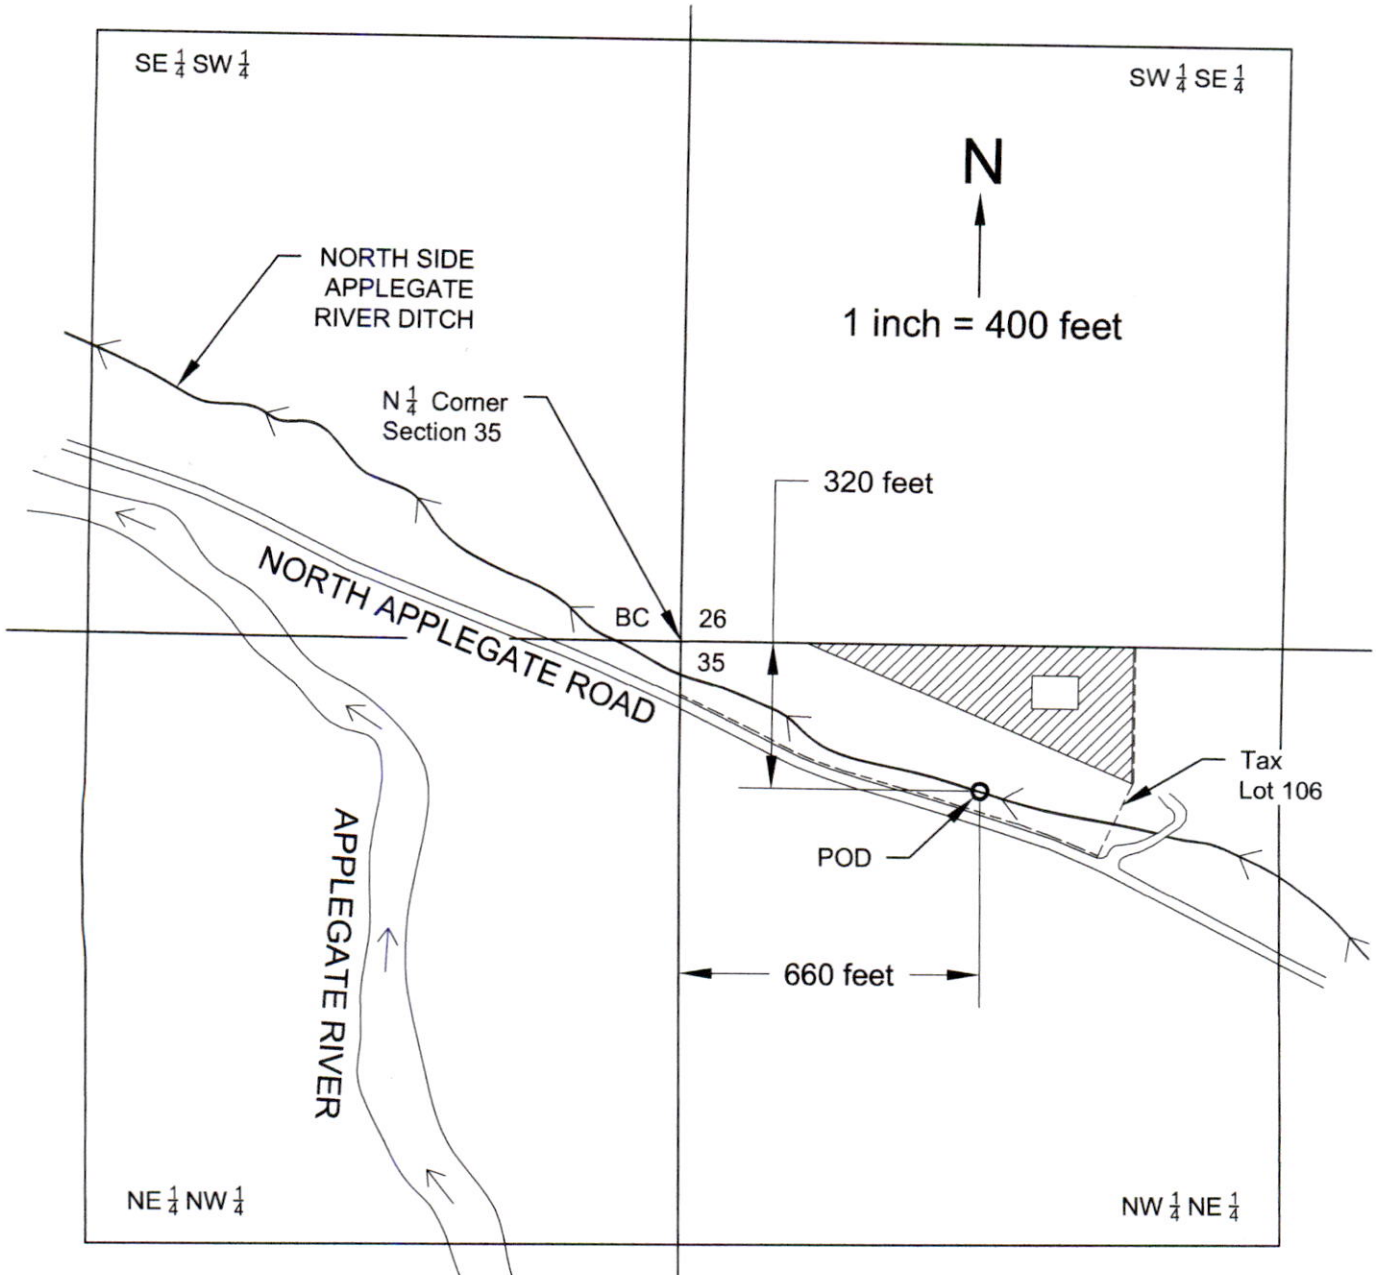 SE 1/4 SW 1/4
SW 1/4 SE 1/4
N
1 inch = 400 feet
NORTH SIDE
APPLEGATE
RIVER DITCH
N 1/4 Corner
Section 35
320 feet
BC
26
35
NORTH APPLEGATE ROAD
Tax
Lot 106
POD
APPLEGATE RIVER
660 feet
NE 1/4 NW 1/4
NW 1/4 NE 1/4